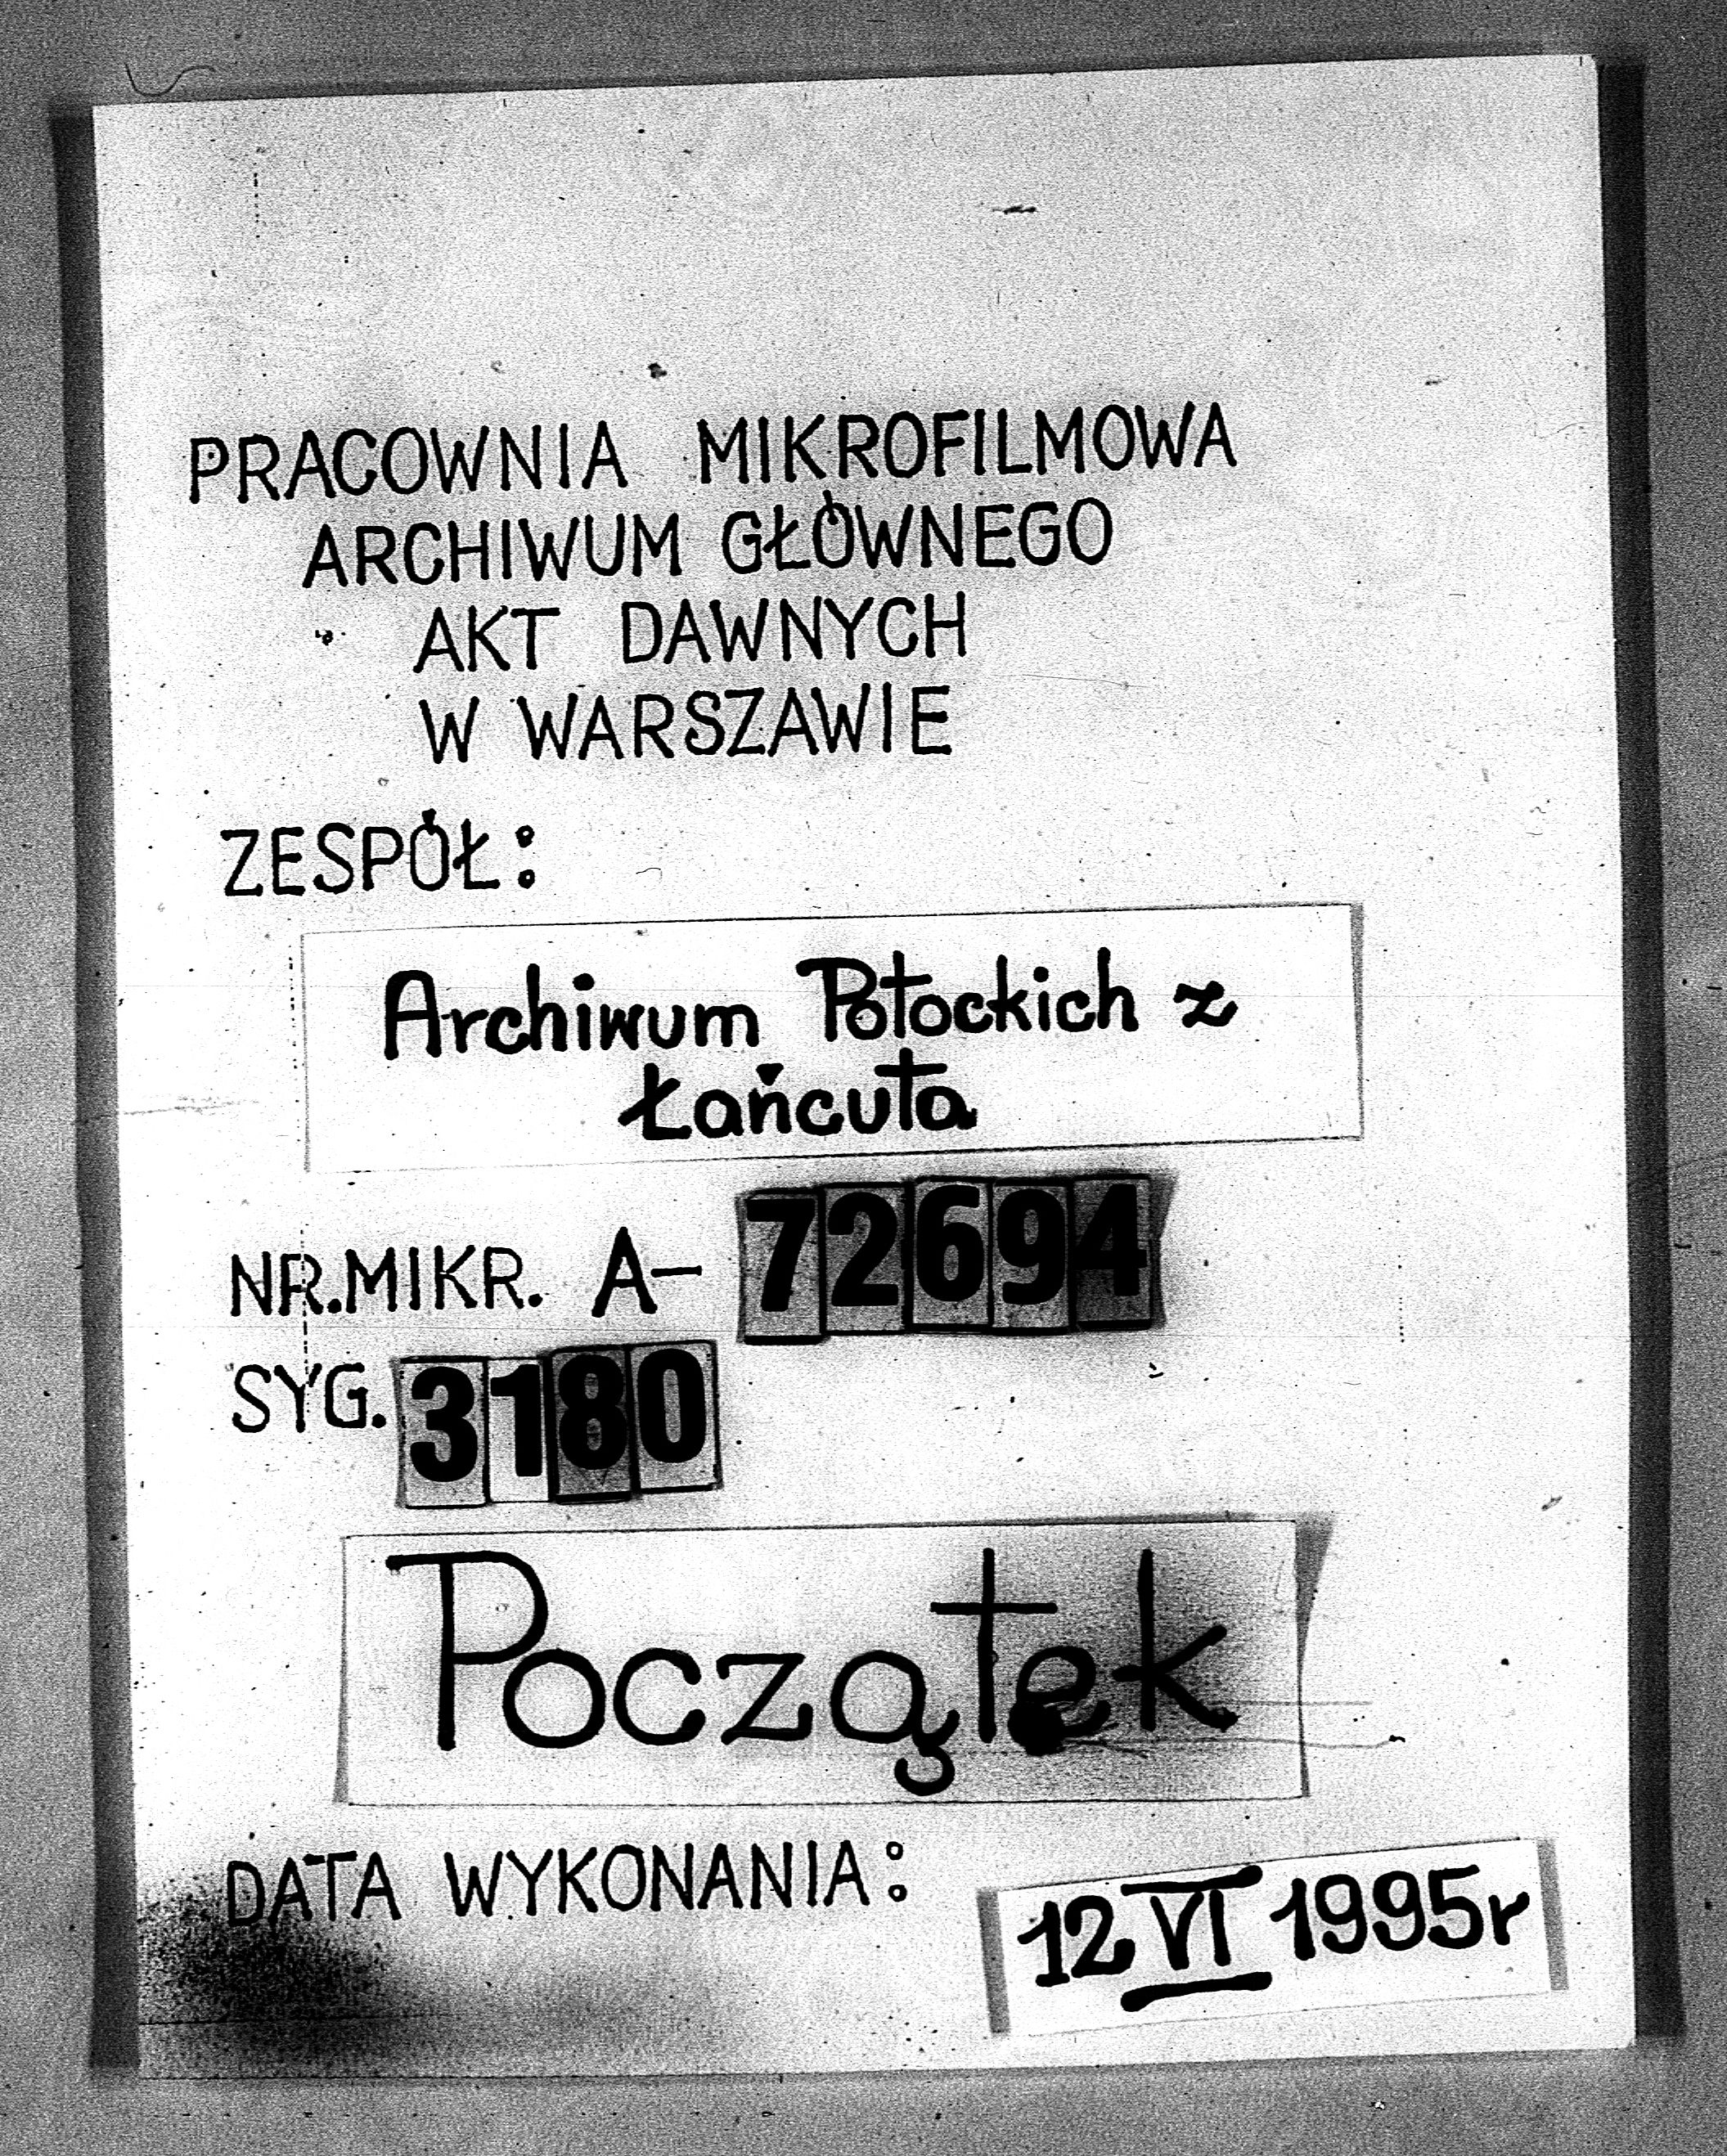 PRACOWNIA MIKROFILMOWA
ARCHIWUM GŁÓWNEGO
AKT DAWNYCH
W WARSZAWIE
ZESPÓŁ:
Archiwum Potockich z
Łańcuta
NR.MIKR. A- 72694
SYG. 3180
Początek
DATA WYKONANIA: 12 VI 1995r